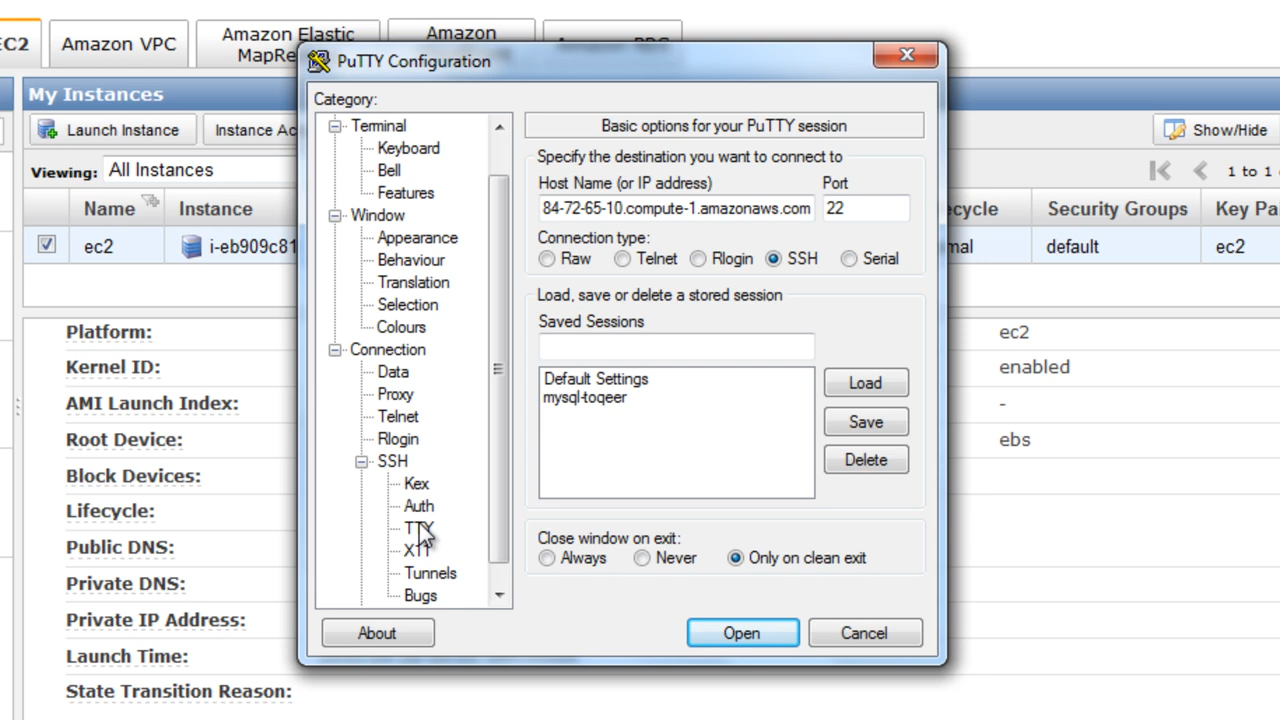 EC2
Amazon VPC
Amazon Elastic
MapRe
Amazon
PuTTY Configuration
My Instances
Launch Instance
Instance Ac
Show/Hide
Viewing: All Instances
1 to 1
Name
Instance
ecycle
Security Groups
Key Pai
ec2
i-eb909c81
mal
default
ec2
Platform:
ec2
Kernel ID:
enabled
AMI Launch Index:
-
Root Device:
ebs
Block Devices:
Lifecycle:
Public DNS:
Private DNS:
Private IP Address:
Launch Time:
State Transition Reason:
Category:
Terminal
Keyboard
Bell
Features
Window
Appearance
Behaviour
Translation
Selection
Colours
Connection
Data
Proxy
Telnet
Rlogin
SSH
Kex
Auth
TTY
X11
Tunnels
Bugs
Basic options for your PuTTY session
Specify the destination you want to connect to
Host Name (or IP address)
Port
84-72-65-10.compute-1.amazonaws.com
22
Connection type:
Raw Telnet Rlogin SSH Serial
Load, save or delete a stored session
Saved Sessions
Default Settings
mysql-toqeer
Load
Save
Delete
Close window on exit:
Always Never Only on clean exit
About
Open
Cancel